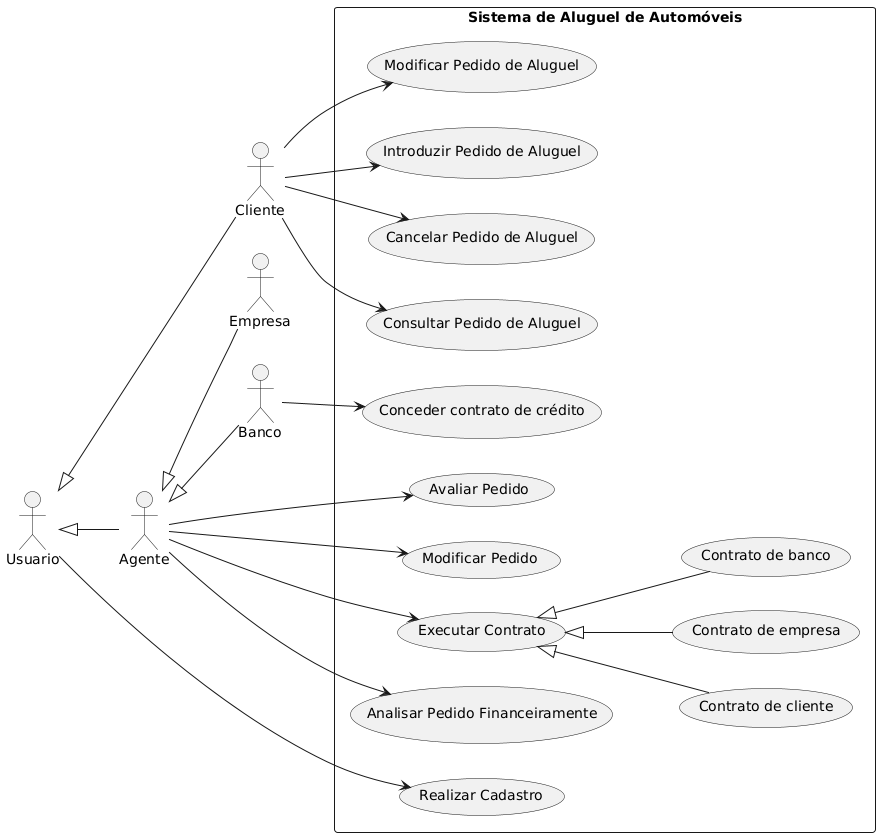 Sistema de Aluguel de Automóveis
Modificar Pedido de Aluguel
Introduzir Pedido de Aluguel
Cliente
Cancelar Pedido de Aluguel
Empresa
Consultar Pedido de Aluguel
Conceder contrato de crédito
Banco
Avaliar Pedido
Usuario
Agente
Modificar Pedido
Contrato de banco
Executar Contrato
Contrato de empresa
Contrato de cliente
Analisar Pedido Financeiramente
Realizar Cadastro